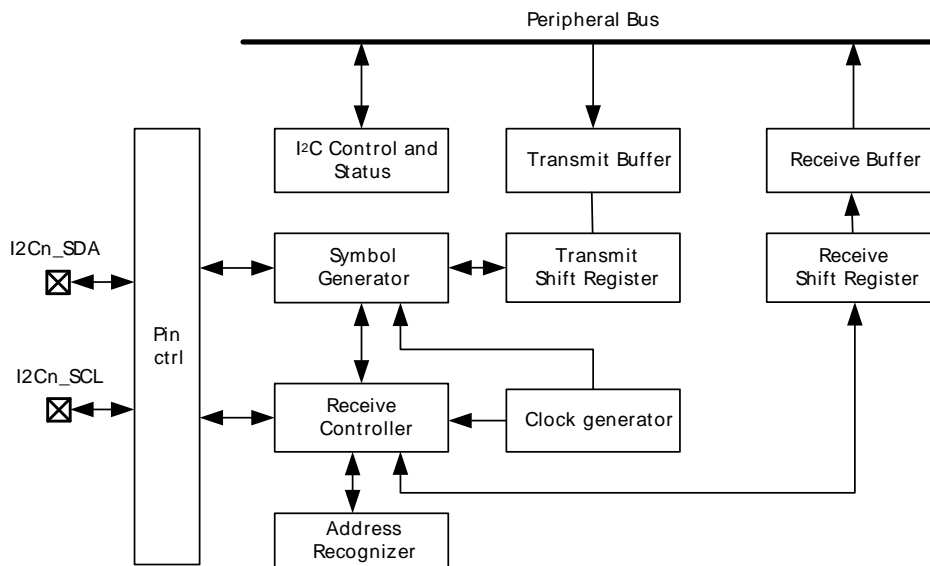 Peripheral Bus
I2C Control and
Status
Transmit Buffer
Receive Buffer
I2Cn_SDA
Symbol
Generator
Transmit
Shift Register
Receive
Shift Register
Pin
ctrl
I2Cn_SCL
Receive
Controller
Clock generator
Address
Recognizer